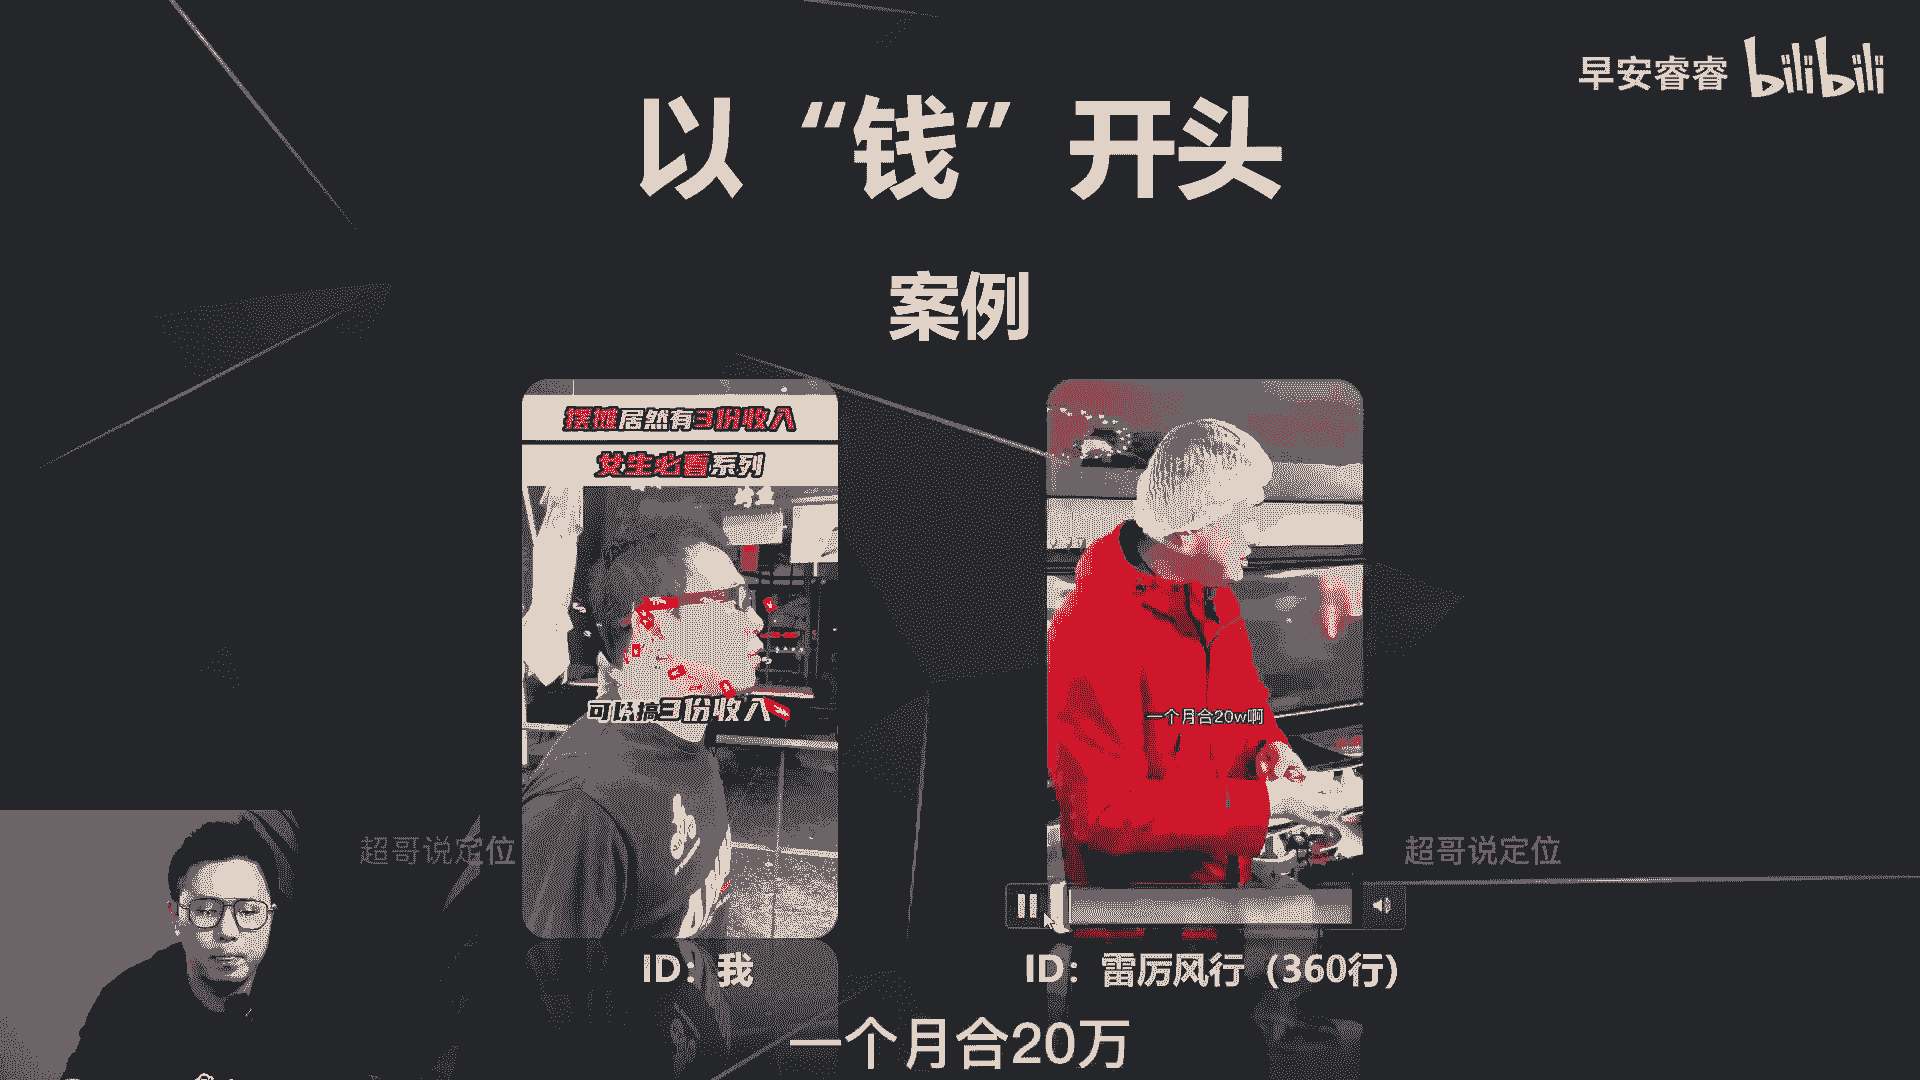 早安睿睿 bilibili
以“钱”开头
案例
摆摊居然有3份收入
女生必看系列
可以搞3份收入
一个月合20w啊
超哥说定位
超哥说定位
ID：我
ID：雷厉风行（360行）
一个月合20万